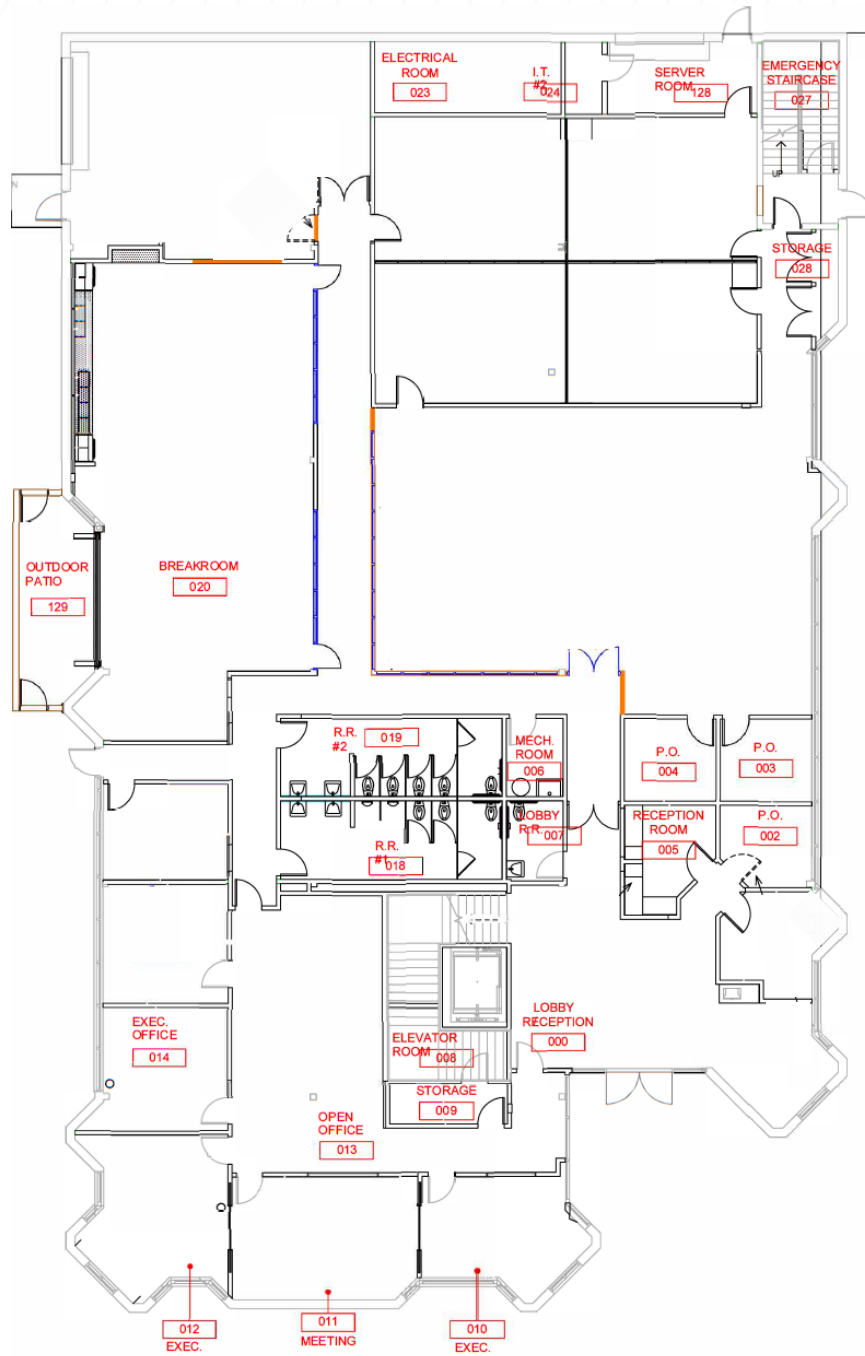 ELECTRICAL
ROOM
023
I.T.
#2
024
SERVER
ROOM
128
EMERGENCY
STAIRCASE
027
UP
N
STORAGE
028
OUTDOOR
PATIO
129
BREAKROOM
020
R.R.
#2
019
MECH.
ROOM
006
P.O.
004
P.O.
003
LOBBY
R.R.
007
RECEPTION
ROOM
005
P.O.
002
R.R.
#1
018
EXEC.
OFFICE
014
ELEVATOR
ROOM
008
LOBBY
RECEPTION
000
STORAGE
009
OPEN
OFFICE
013
012
EXEC.
011
MEETING
010
EXEC.